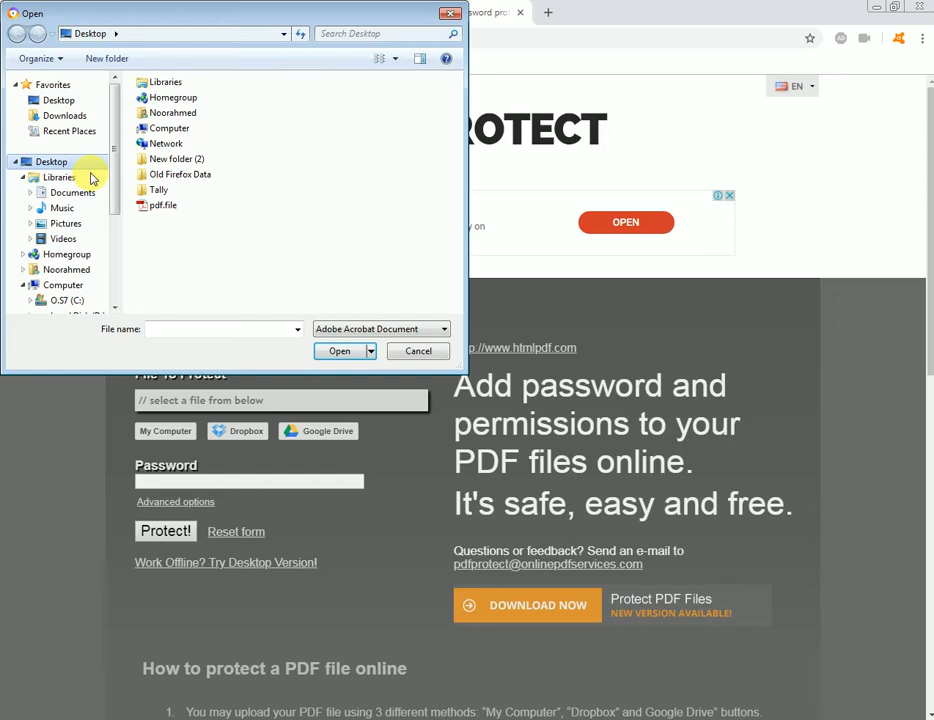 Open
sword prot
Desktop
Search Desktop
Organize
New folder
Favorites
Desktop
Downloads
Recent Places
Desktop
Libraries
Documents
Music
Pictures
Videos
Homegroup
Noorahmed
Computer
O.S7 (C:)
Libraries
Homegroup
Noorahmed
Computer
Network
New folder (2)
Old Firefox Data
Tally
pdf.file
File name:
Adobe Acrobat Document
Open
Cancel
EN
ROTECT
y on
OPEN
p://www.htmlpdf.com
File To Protect
// select a file from below
My Computer
Dropbox
Google Drive
Password
Advanced options
Protect!
Reset form
Work Offline? Try Desktop Version!
Add password and
permissions to your
PDF files online.
It's safe, easy and free.
Questions or feedback? Send an e-mail to
pdfprotect@onlinepdfservices.com
DOWNLOAD NOW
Protect PDF Files
NEW VERSION AVAILABLE!
How to protect a PDF file online
1. You may upload your PDF file using 3 different methods: "My Computer", "Dropbox" and Google Drive" buttons.